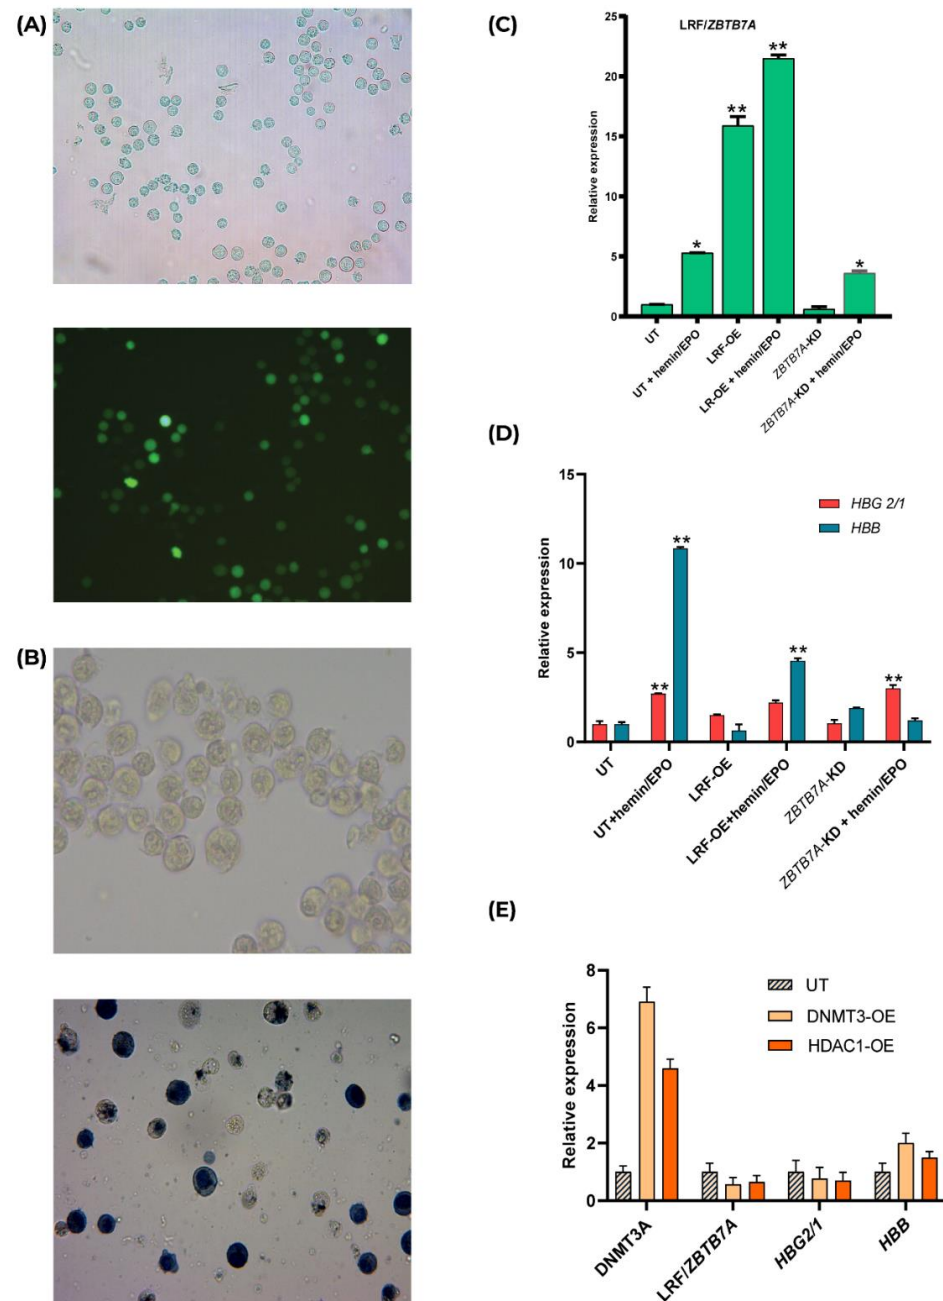 (A)
(B)
(C)
LRF/ZBTB7A
Relative expression
25
20
15
10
5
0
UT
UT + hemin/EPO
LRF-OE
LR-OE + hemin/EPO
ZBTB7A-KD
ZBTB7A-KD + hemin/EPO
*
**
**
*
(D)
Relative expression
15
10
5
0
HBG 2/1
HBB
**
**
**
**
UT
UT+hemin/EPO
LRF-OE
LRF-OE+hemin/EPO
ZBTB7A-KD
ZBTB7A-KD + hemin/EPO
(E)
Relative expression
8
6
4
2
0
UT
DNMT3-OE
HDAC1-OE
DNMT3A
LRF/ZBTB7A
HBG2/1
HBB